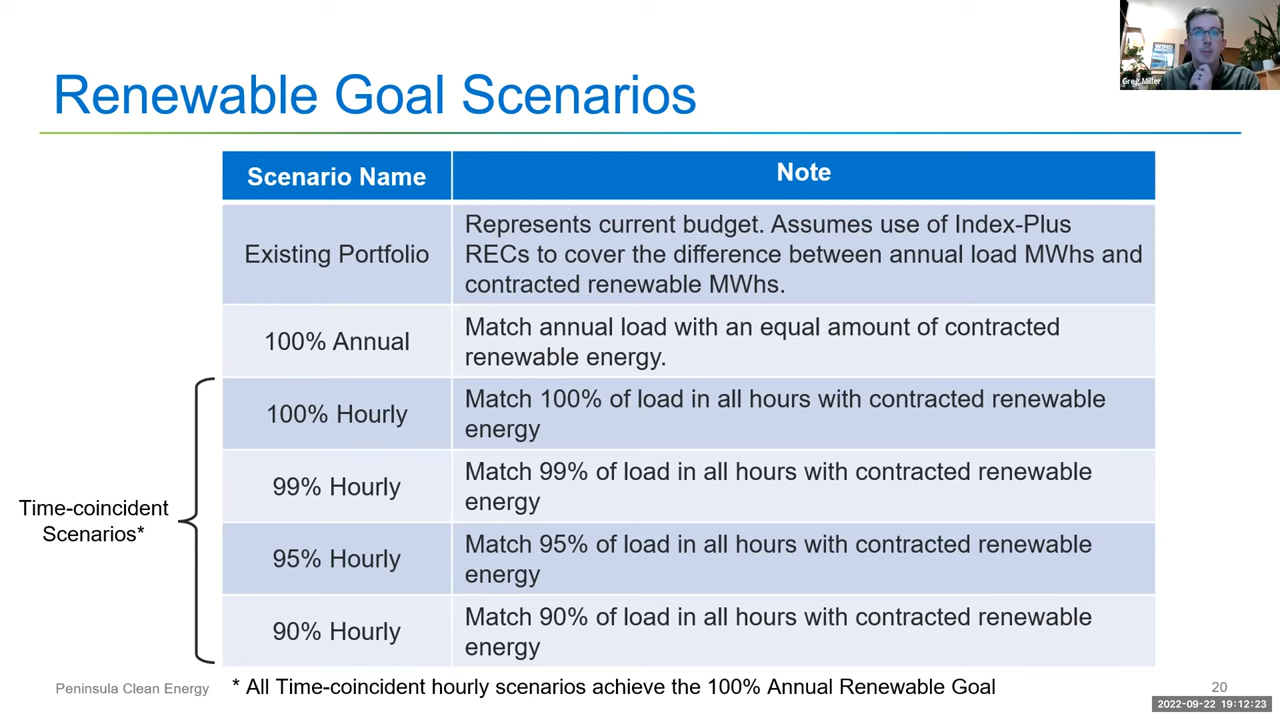 Renewable Goal Scenarios
WIND
Greg Miller
Scenario Name
Note
Existing Portfolio
Represents current budget. Assumes use of Index-Plus
RECs to cover the difference between annual load MWhs and
contracted renewable MWhs.
100% Annual
Match annual load with an equal amount of contracted
renewable energy.
Time-coincident
Scenarios*
100% Hourly
Match 100% of load in all hours with contracted renewable
energy
99% Hourly
Match 99% of load in all hours with contracted renewable
energy
95% Hourly
Match 95% of load in all hours with contracted renewable
energy
90% Hourly
Match 90% of load in all hours with contracted renewable
energy
Peninsula Clean Energy
* All Time-coincident hourly scenarios achieve the 100% Annual Renewable Goal
20
2022-09-22 19:12:23